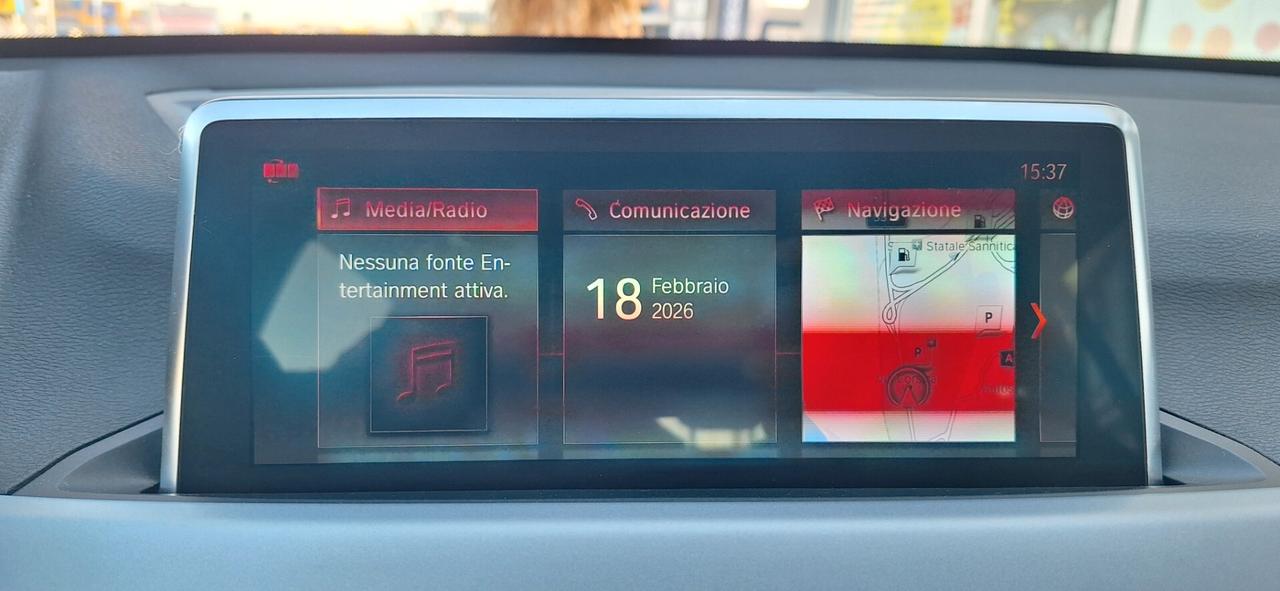 15:37
Media/Radio
Comunicazione
Navigazione
Nessuna fonte En-
tertainment attiva.
18 Febbraio
2026
Statale Sannitica
P
P
A